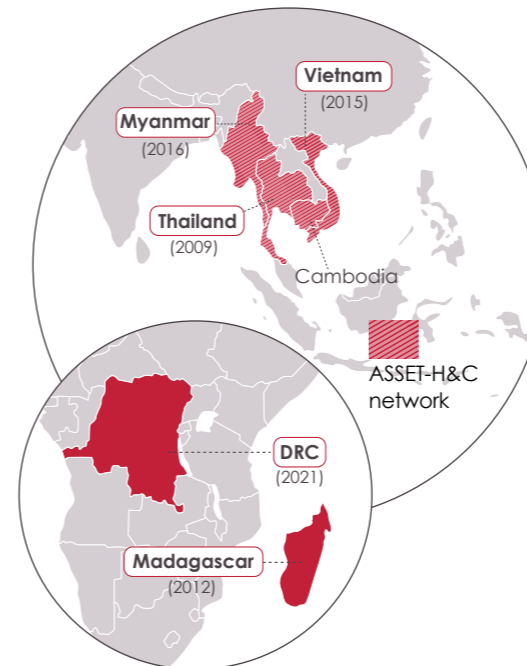 Vietnam
(2015)
Myanmar
(2016)
Thailand
(2009)
Cambodia
ASSET-H&C
network
DRC
(2021)
Madagascar
(2012)